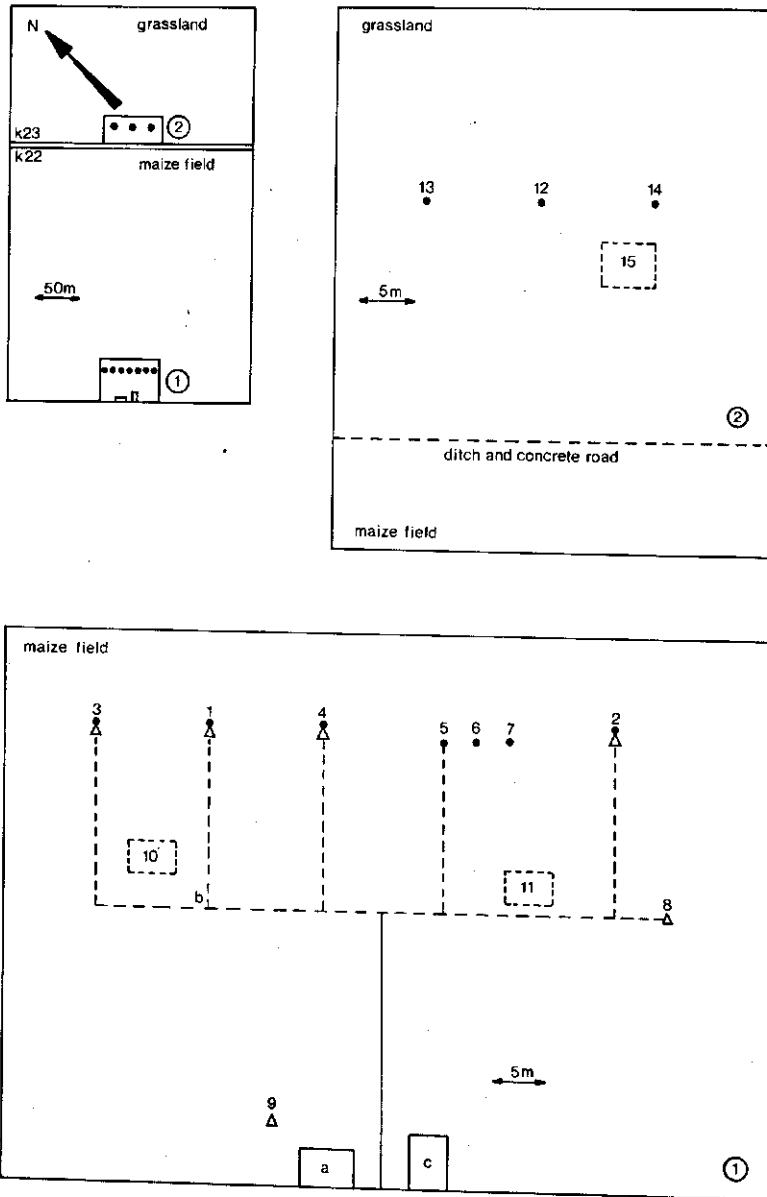 N
grassland
2
k23
k22
maize field
50m
1
grassland
13 12 14
15
5m
2
ditch and concrete road
maize field
maize field
3 1 4 5 6 7 2
10
11
b
8
5m
9
a
c
1